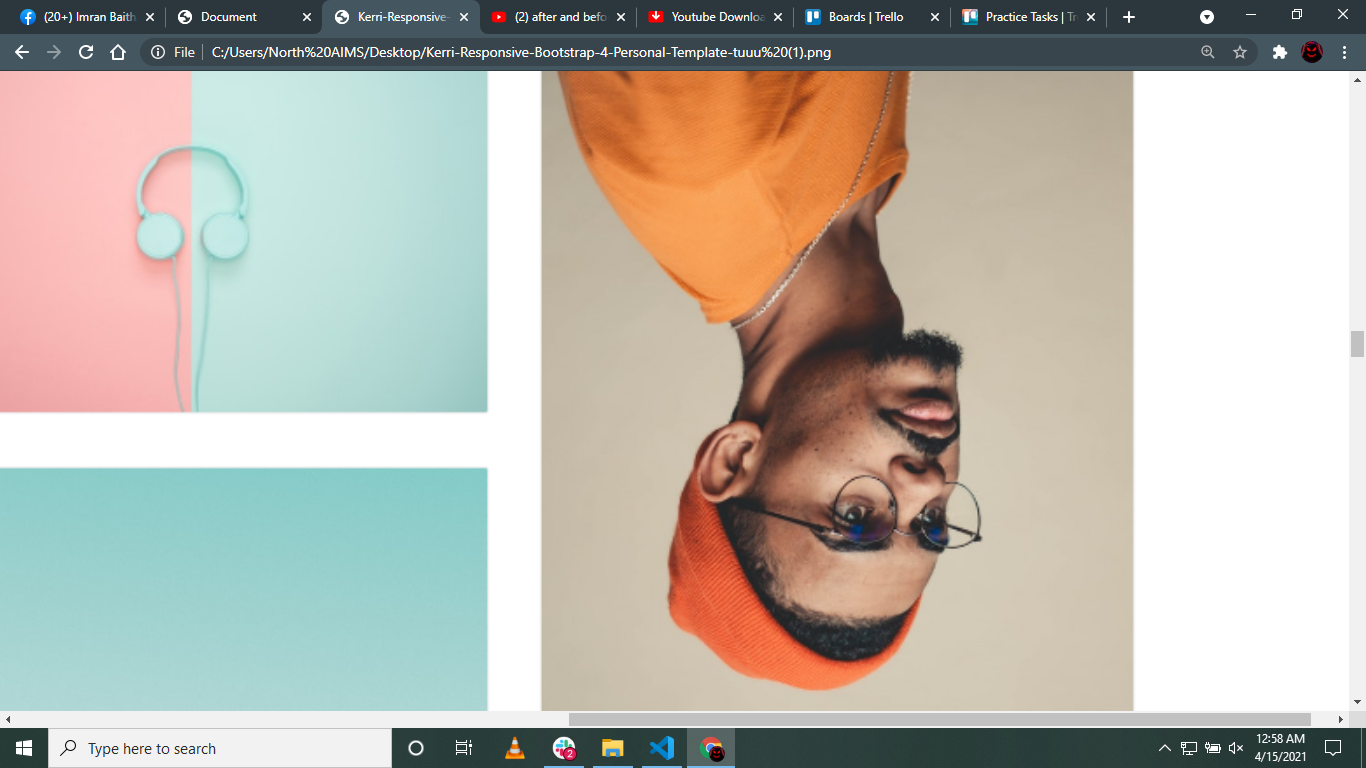 (20+) Imran Baith
Document
Kerri-Responsive-
(2) after and befo
Youtube Downloa
Boards | Trello
Practice Tasks | Tr
File
C:/Users/North%20AIMS/Desktop/Kerri-Responsive-Bootstrap-4-Personal-Template-tuuu%20(1).png
Type here to search
2
12:58 AM
4/15/2021